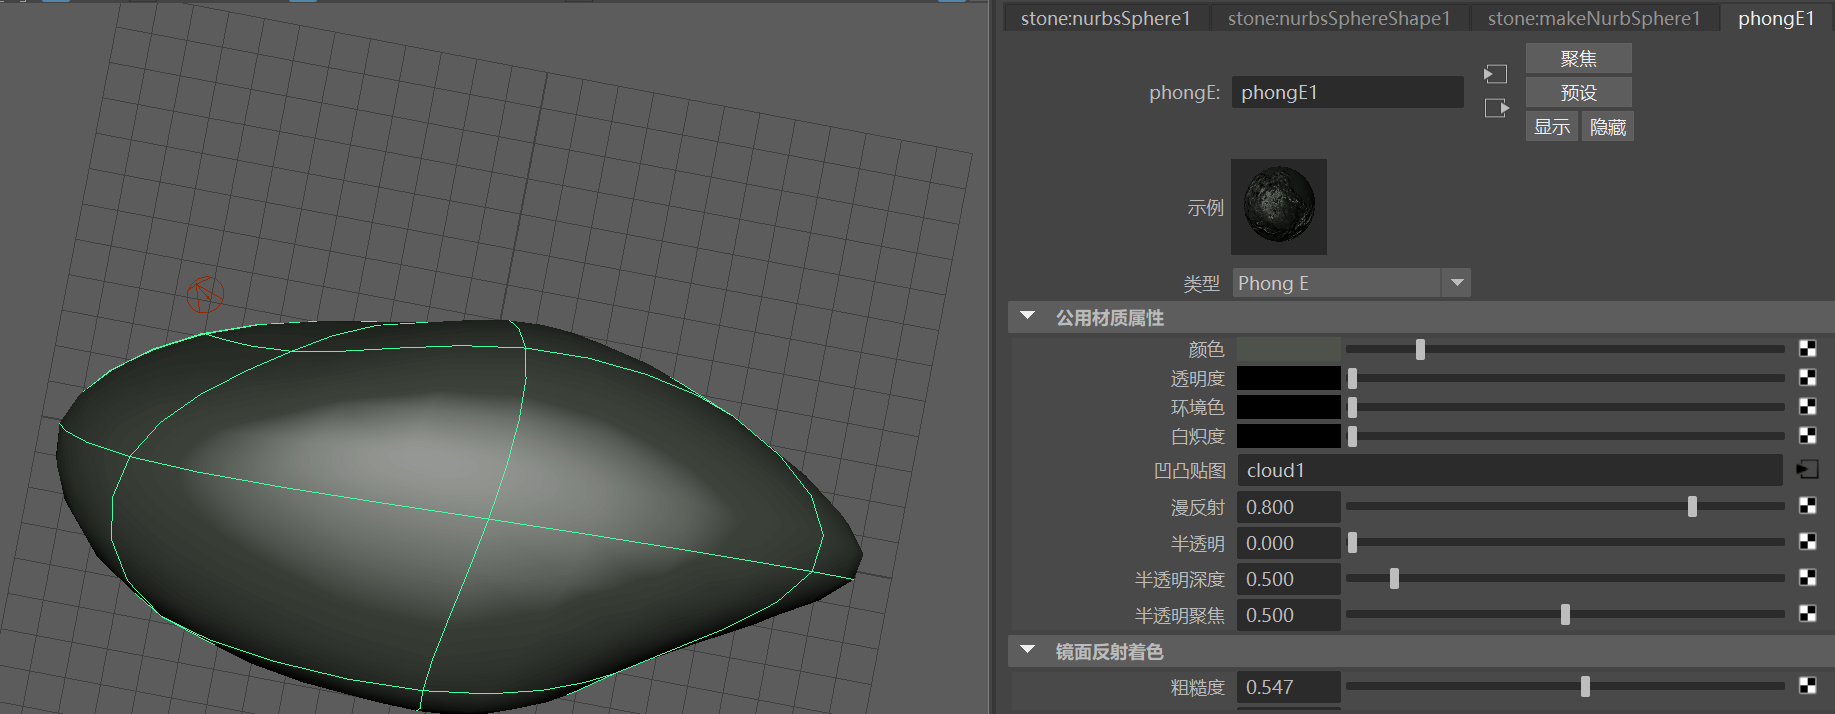 stone:nurbsSphere1 stone:nurbsSphereShape1 stone:makeNurbSphere1 phongE1
聚焦
phongE: phongE1
预设
显示 隐藏
示例
类型 Phong E
公用材质属性
颜色
透明度
环境色
白炽度
凹凸贴图 cloud1
漫反射 0.800
半透明 0.000
半透明深度 0.500
半透明聚焦 0.500
镜面反射着色
粗糙度 0.547